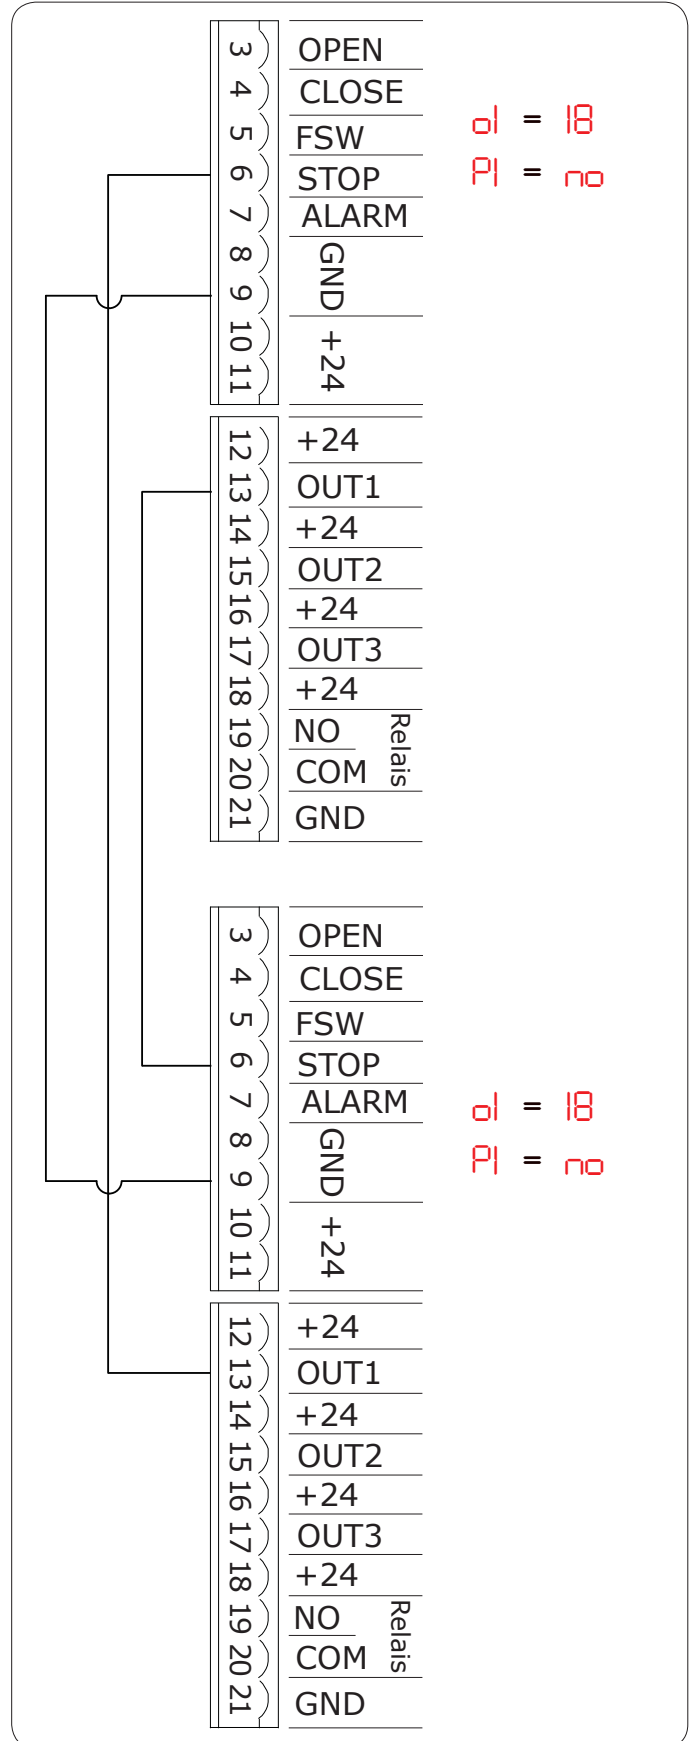 3 OPEN
4 CLOSE
5 FSW
6 STOP
7 ALARM
8 GND
9
10 +24
11
o1 = 18
P1 = no
12 +24
13 OUT1
14 +24
15 OUT2
16 +24
17 OUT3
18 +24
19 NO Relais
20 COM
21 GND
3 OPEN
4 CLOSE
5 FSW
6 STOP
7 ALARM
8 GND
9
10 +24
11
o1 = 18
P1 = no
12 +24
13 OUT1
14 +24
15 OUT2
16 +24
17 OUT3
18 +24
19 NO Relais
20 COM
21 GND